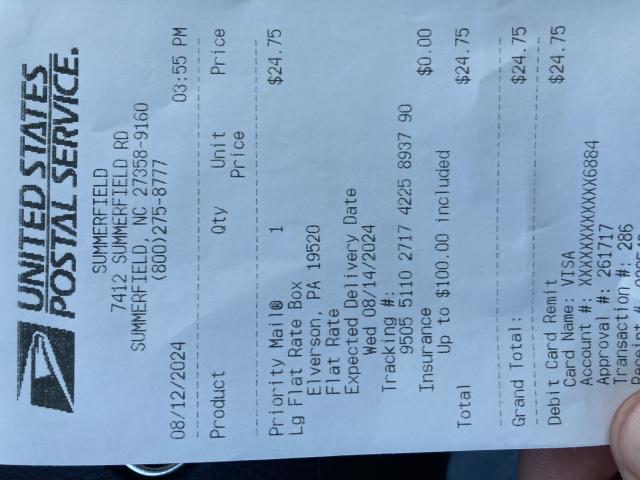 UNITED STATES
POSTAL SERVICE.
SUMMERFIELD
7412 SUMMERFIELD RD
SUMMERFIELD, NC 27358-9160
(800)275-8777
08/12/2024 03:55 PM
Product Qty Unit Price
Price
Priority Mail® 1 $24.75
Lg Flat Rate Box
Elverson, PA 19520
Flat Rate
Expected Delivery Date
Wed 08/14/2024
Tracking #:
9505 5110 2717 4225 8937 90
Insurance $0.00
Up to $100.00 included
Total $24.75
Grand Total: $24.75
Debit Card Remit $24.75
Card Name: VISA
Account #: XXXXXXXXXXXX6884
Approval #: 261717
Transaction #: 286
Receipt #: